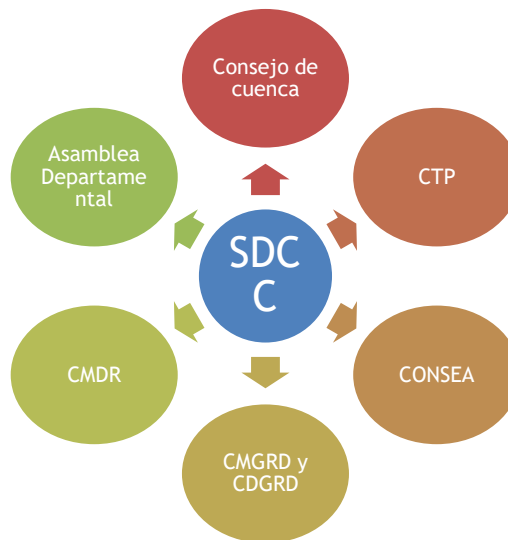 Consejo de
cuenca
CTP
CONSEA
CMGRD y
CDGRD
CMDR
Asamblea
Departame
ntal
SDC
C